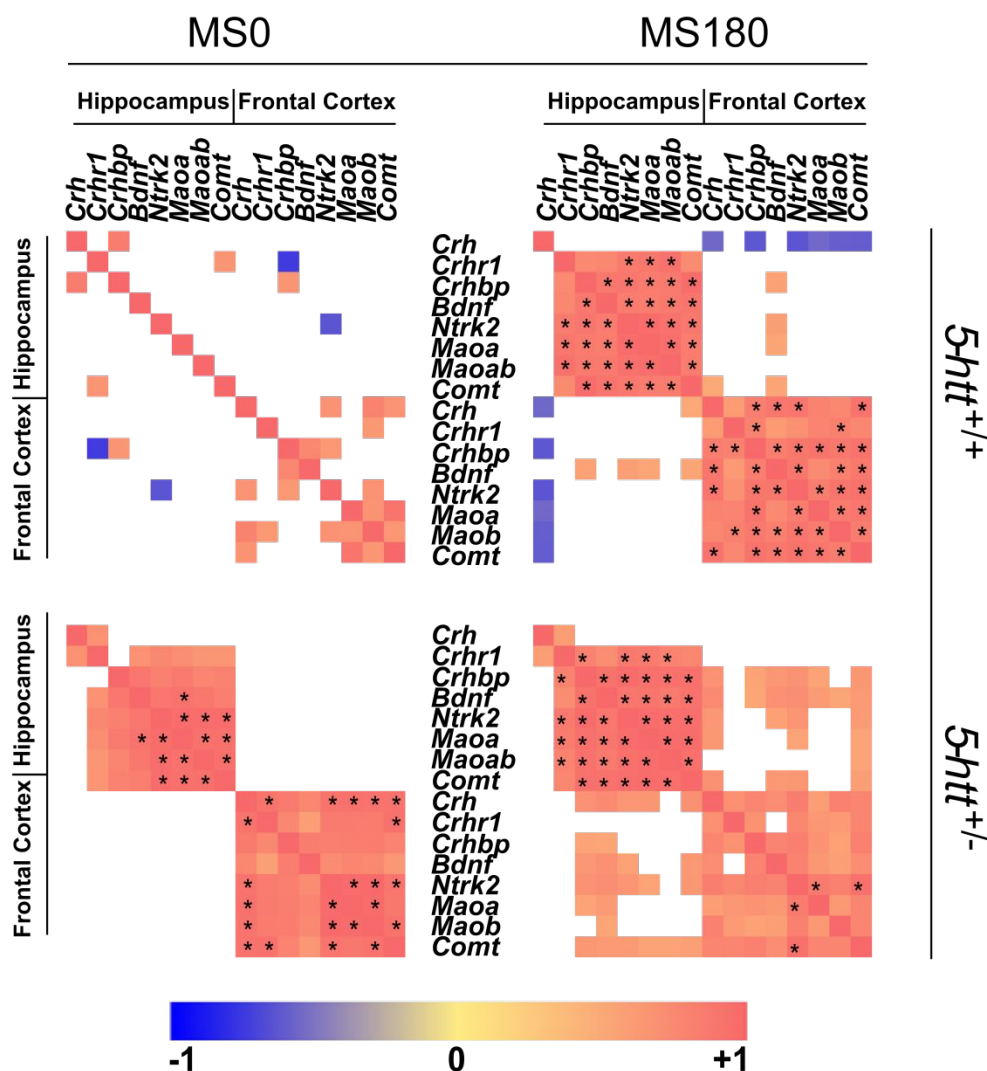 MS0 MS180
Hippocampus Frontal Cortex Hippocampus Frontal Cortex
Crh Crhr1 Crhbp Bdnf Ntrk2 Maoa Maoab Comt Crh Crhr1 Crhbp Bdnf Ntrk2 Maoa Maob Comt
Crh Crhr1 Crhbp Bdnf Ntrk2 Maoa Maoab Comt Crh Crhr1 Crhbp Bdnf Ntrk2 Maoa Maob Comt
Hippocampus
Frontal Cortex
Crh
Crhr1 * * *
Crhbp * * * * * *
Bdnf * * * * *
Ntrk2 * * * * * *
Maoa * * * * *
Maoab * * * * * *
Comt * * * * *
Crh * * * *
Crhr1 * *
Crhbp * * * * * * *
Bdnf * * * * *
Ntrk2 * * * * * *
Maoa * * * * *
Maob * * * * * *
Comt * * * * * *
5-htt+/+
Hippocampus
Frontal Cortex
Crh
Crhr1 * * * *
Crhbp * * * * * *
* Bdnf * * * * *
* * * Ntrk2 * * * * * *
* * * * Maoa * * * * * *
* * * Maoab * * * * * *
* * * Comt * * * * *
* * * * * Crh
* * Crhr1
Crhbp
Bdnf
* * * * Ntrk2 * *
* * * Maoa *
* * * * Maob
* * * * Comt *
5-htt+/-
-1 0 +1